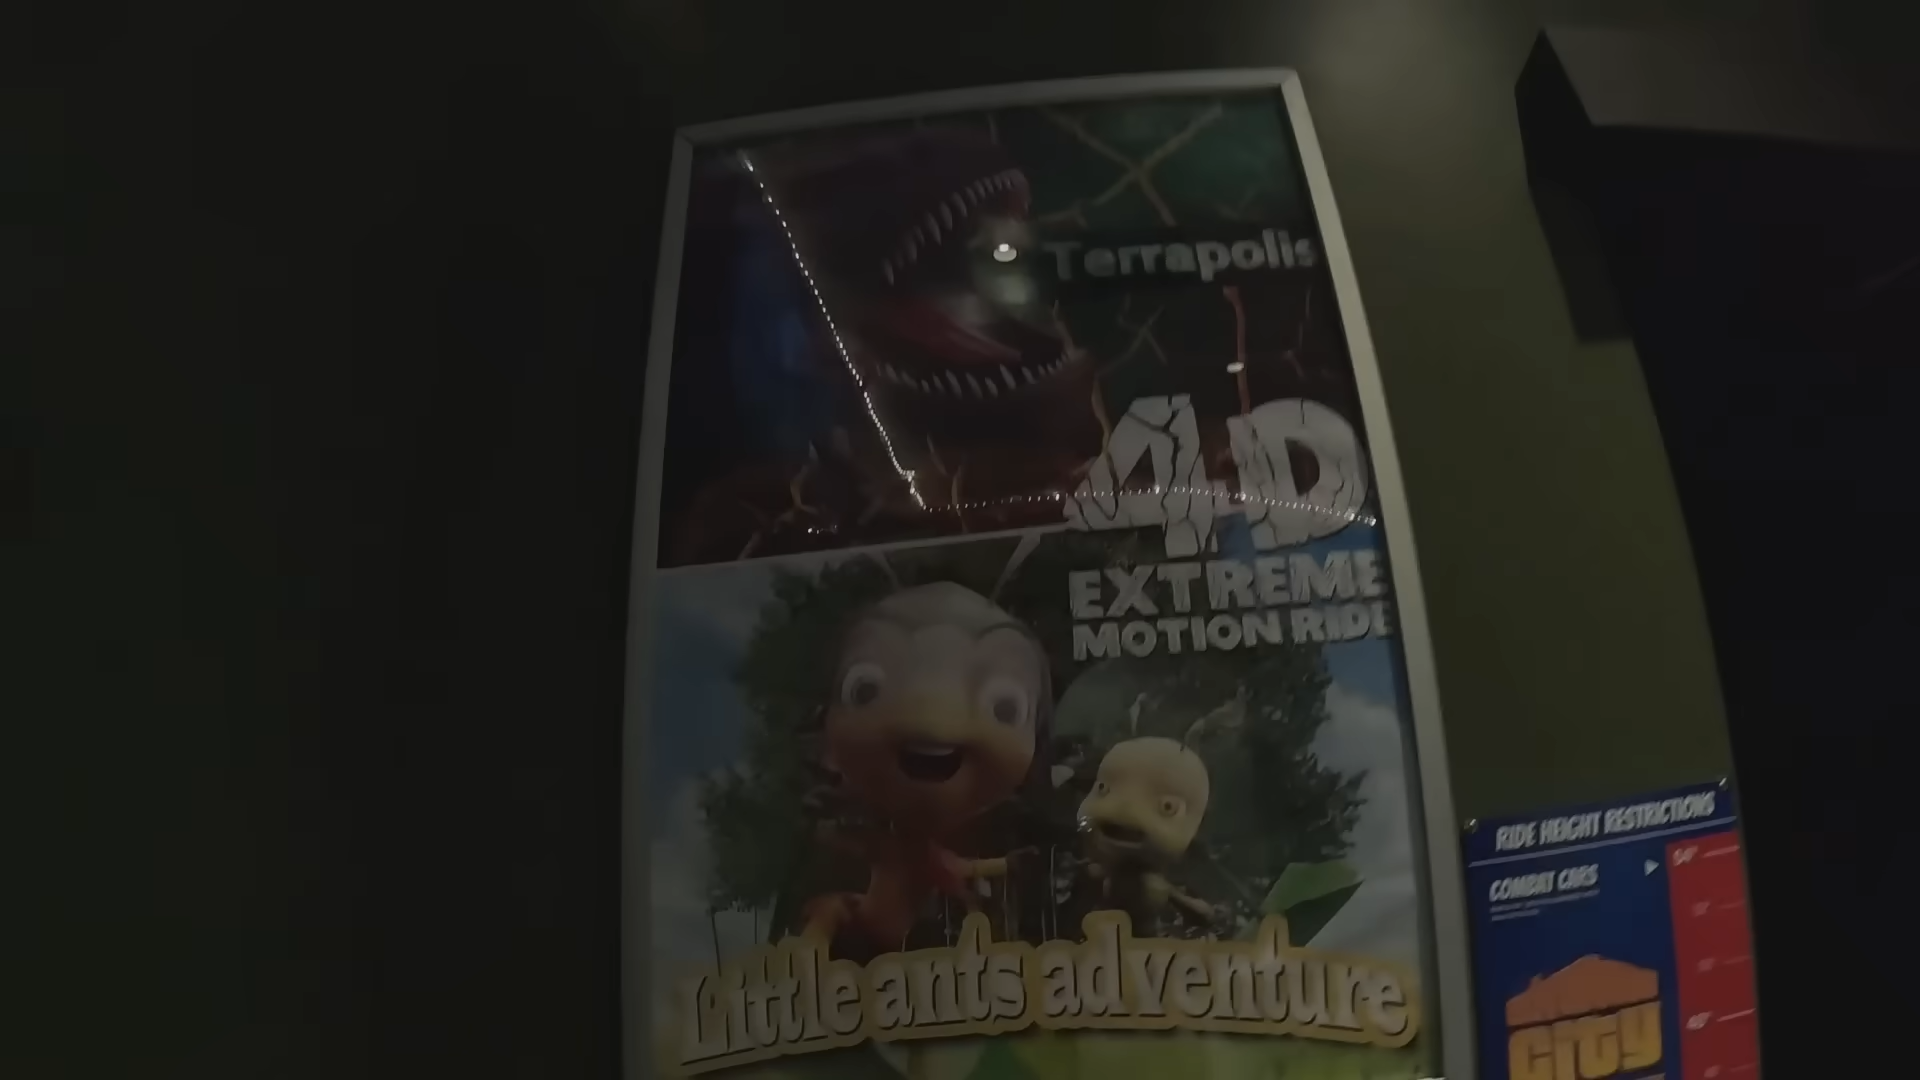 Terrapolis
4D
EXTREME
MOTION RIDE
Little ants adventure
RIDE HEIGHT RESTRICTIONS
COMBAT CARS
54"
CITY